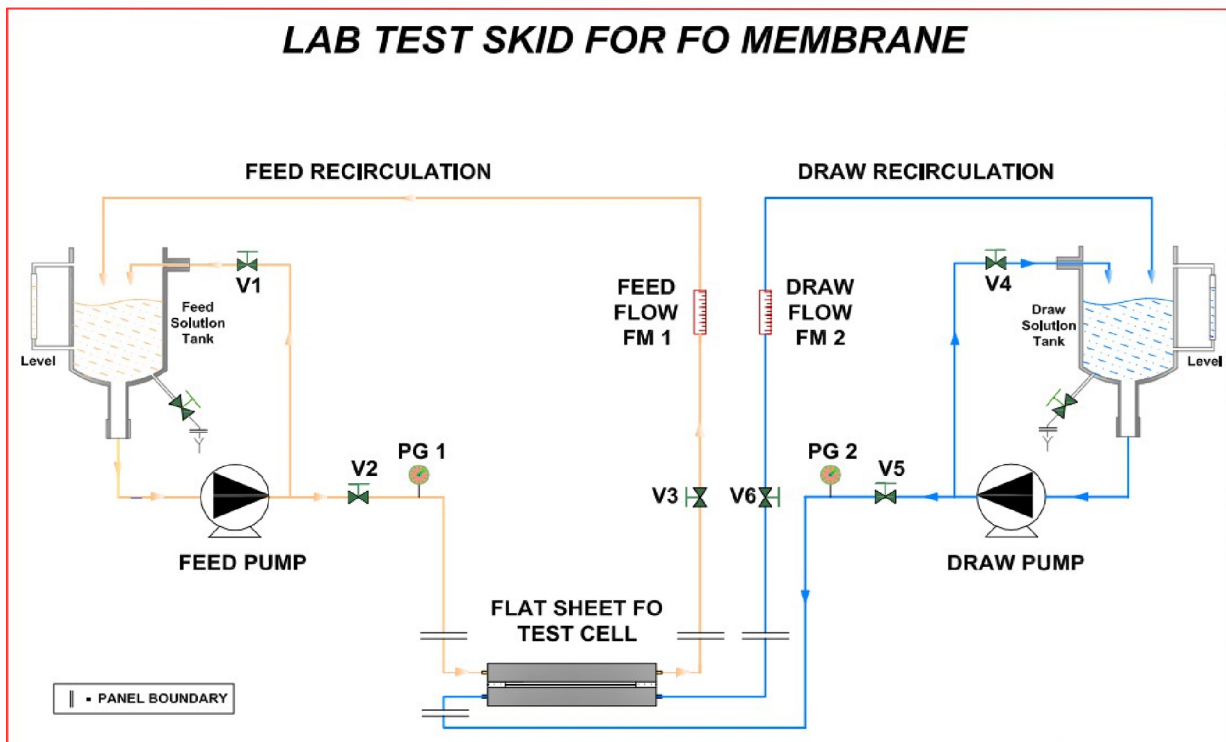 LAB TEST SKID FOR FO MEMBRANE
FEED RECIRCULATION
DRAW RECIRCULATION
V1
Feed
Solution
Tank
Level
FEED
FLOW
FM 1
DRAW
FLOW
FM 2
V4
Draw
Solution
Tank
Level
V2
PG 1
V3
V6
PG 2
V5
Y
Y
FEED PUMP
DRAW PUMP
FLAT SHEET FO
TEST CELL
|| - PANEL BOUNDARY